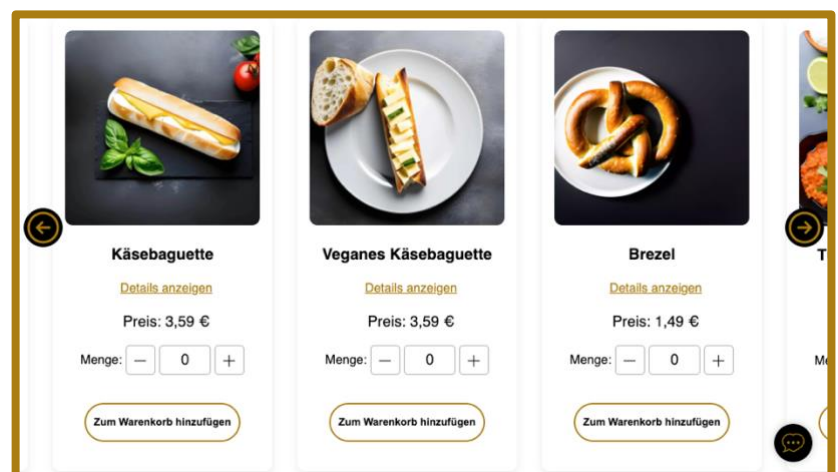 Käsebaguette
Details anzeigen
Preis: 3,59 €
Menge: — 0 +
Zum Warenkorb hinzufügen
Veganes Käsebaguette
Details anzeigen
Preis: 3,59 €
Menge: — 0 +
Zum Warenkorb hinzufügen
Brezel
Details anzeigen
Preis: 1,49 €
Menge: — 0 +
Zum Warenkorb hinzufügen